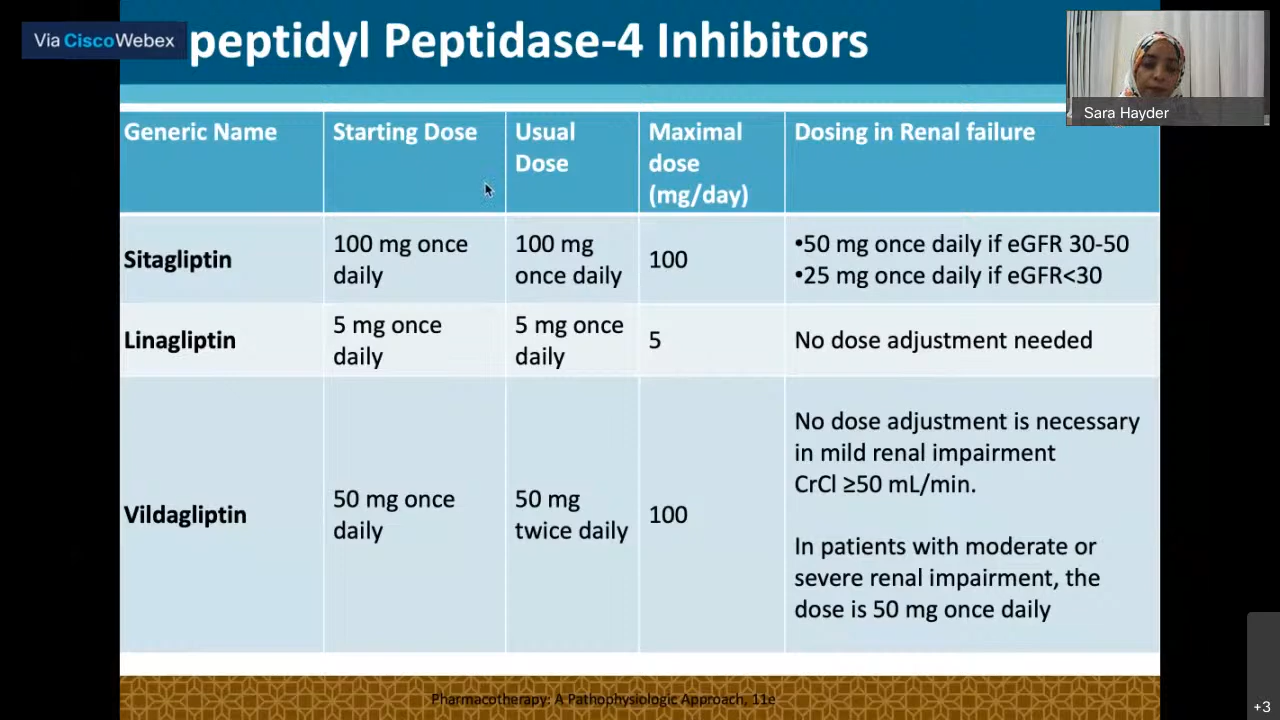 Via CiscoWebex
peptidyl Peptidase-4 Inhibitors
Sara Hayder
Generic Name
Starting Dose
Usual
Dose
Maximal
dose
(mg/day)
Dosing in Renal failure
Sitagliptin
100 mg once
daily
100 mg
once daily
100
•50 mg once daily if eGFR 30-50
•25 mg once daily if eGFR<30
Linagliptin
5 mg once
daily
5 mg once
daily
5
No dose adjustment needed
Vildagliptin
50 mg once
daily
50 mg
twice daily
100
No dose adjustment is necessary
in mild renal impairment
CrCl ≥50 mL/min.
In patients with moderate or
severe renal impairment, the
dose is 50 mg once daily
Pharmacotherapy: A Pathophysiologic Approach, 11e
+3